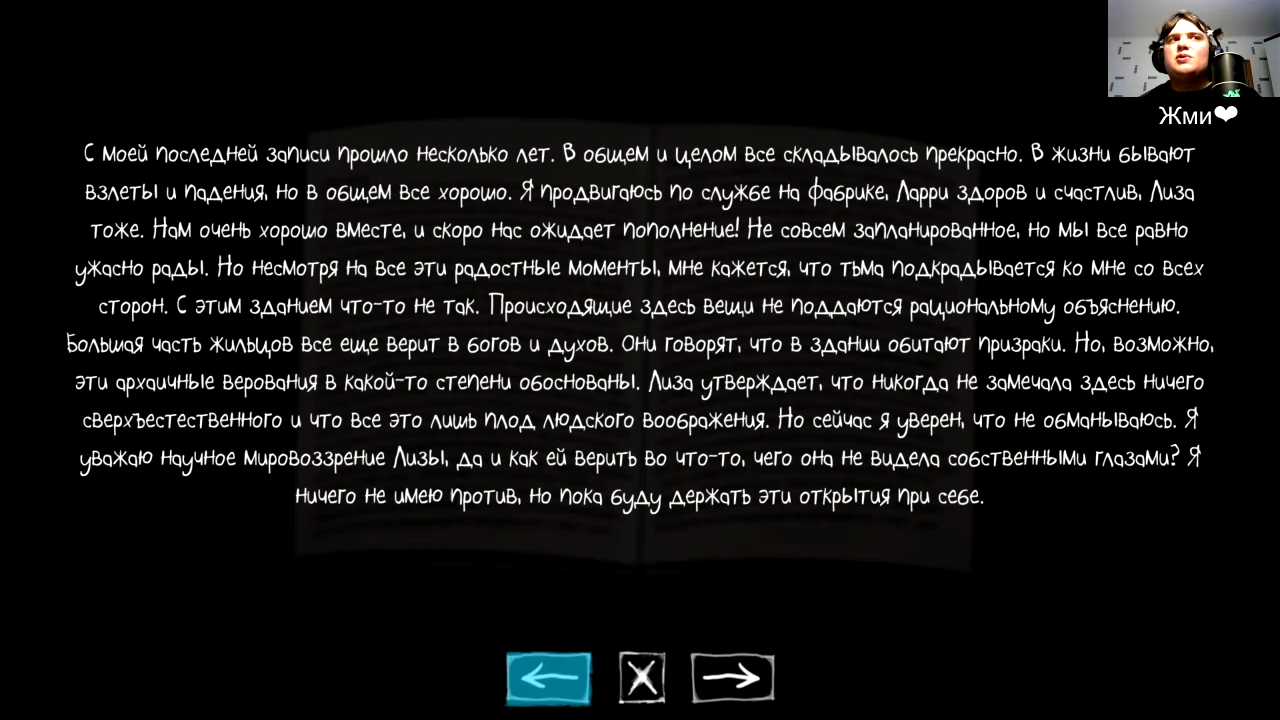 Жми❤
С моей последней записи прошло несколько лет. В общем и целом все складывалось прекрасно. В жизни бывают
взлеты и падения, но в общем все хорошо. Я продвигаюсь по службе на фабрике, Ларри здоров и счастлив, Лиза
тоже. Нам очень хорошо вместе, и скоро нас ожидает пополнение! Не совсем запланированное, но мы все равно
ужасно рады. Но несмотря на все эти радостные моменты, мне кажется, что тьма подкрадывается ко мне со всех
сторон. С этим зданием что-то не так. Происходящие здесь вещи не поддаются рациональному объяснению.
Большая часть жильцов все еще верит в богов и духов. Они говорят, что в здании обитают призраки. Но, возможно,
эти архаичные верования в какой-то степени обоснованы. Лиза утверждает, что никогда не замечала здесь ничего
сверхъестественного и что все это лишь плод людского воображения. Но сейчас я уверен, что не обманываюсь. Я
уважаю научное мировоззрение Лизы, да и как ей верить во что-то, чего она не видела собственными глазами? Я
ничего не имею против, но пока буду держать эти открытия при себе.